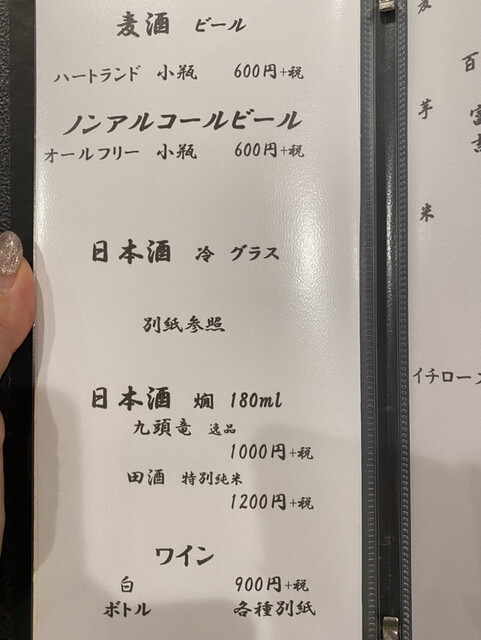 麦酒 ビール
ハートランド 小瓶 600円+税
ノンアルコールビール
オールフリー 小瓶 600円+税
日本酒 冷 グラス
別紙参照
日本酒 燗 180ml
九頭竜 逸品
1000円+税
田酒 特別純米
1200円+税
ワイン
白 900円+税
ボトル 各種別紙
麦
百
芋
米
イチロー